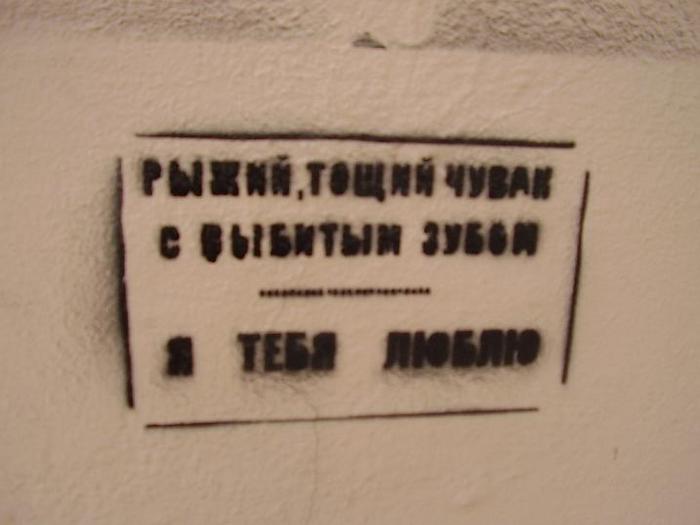 РЫЖИЙ, ТОЩИЙ ЧУВАК
С ВЫБИТЫМ ЗУБОМ
Я ТЕБЯ ЛЮБЛЮ